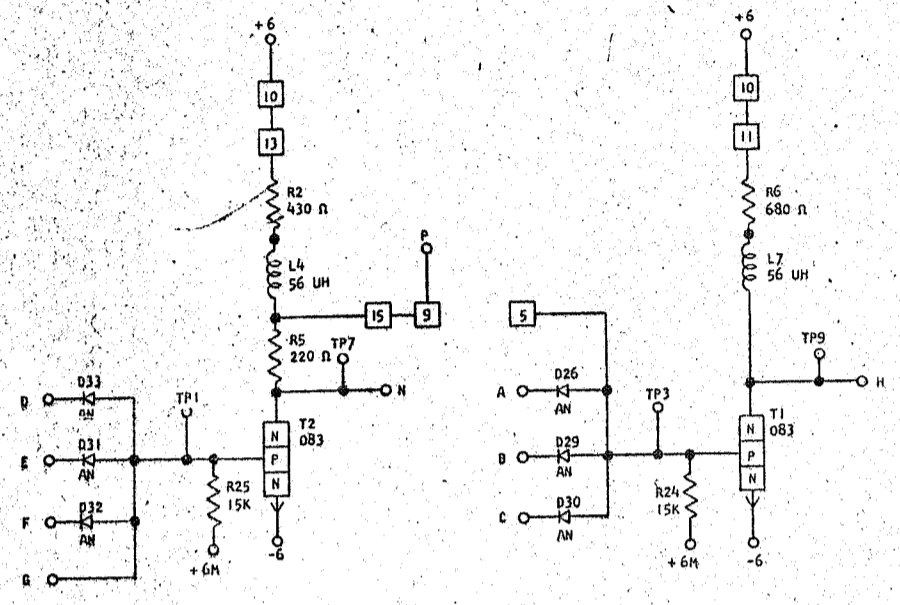 +6
10
13
R2
430 Ω
L4
56 UH
P
15
9
R5
220 Ω
TP7
N
D33
D
AN
TP1
D31
E
AN
D32
F
AN
G
R25
15K
+6M
N
P
N
T2
083
-6
+6
10
11
R6
680 Ω
L7
56 UH
5
TP9
H
D26
A
AN
TP3
D29
B
AN
D30
C
AN
R24
15K
+6M
N
P
N
T1
083
-6